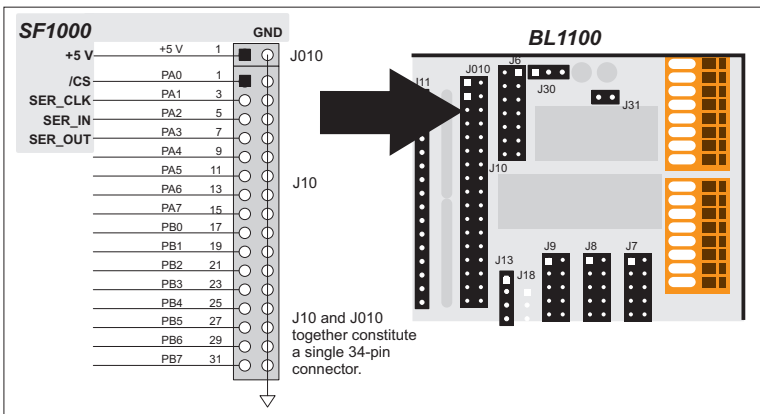 SF1000
GND
+5 V +5 V 1 J010
/CS PA0 1
SER_CLK PA1 3
SER_IN PA2 5
SER_OUT PA3 7
PA4 9
PA5 11
PA6 13 J10
PA7 15
PB0 17
PB1 19
PB2 21
PB3 23
PB4 25
PB5 27
PB6 29
PB7 31
J10 and J010
together constitute
a single 34-pin
connector.
BL1100
J11 J010 J6
J30
J31
J10
J13 J18 J9 J8 J7